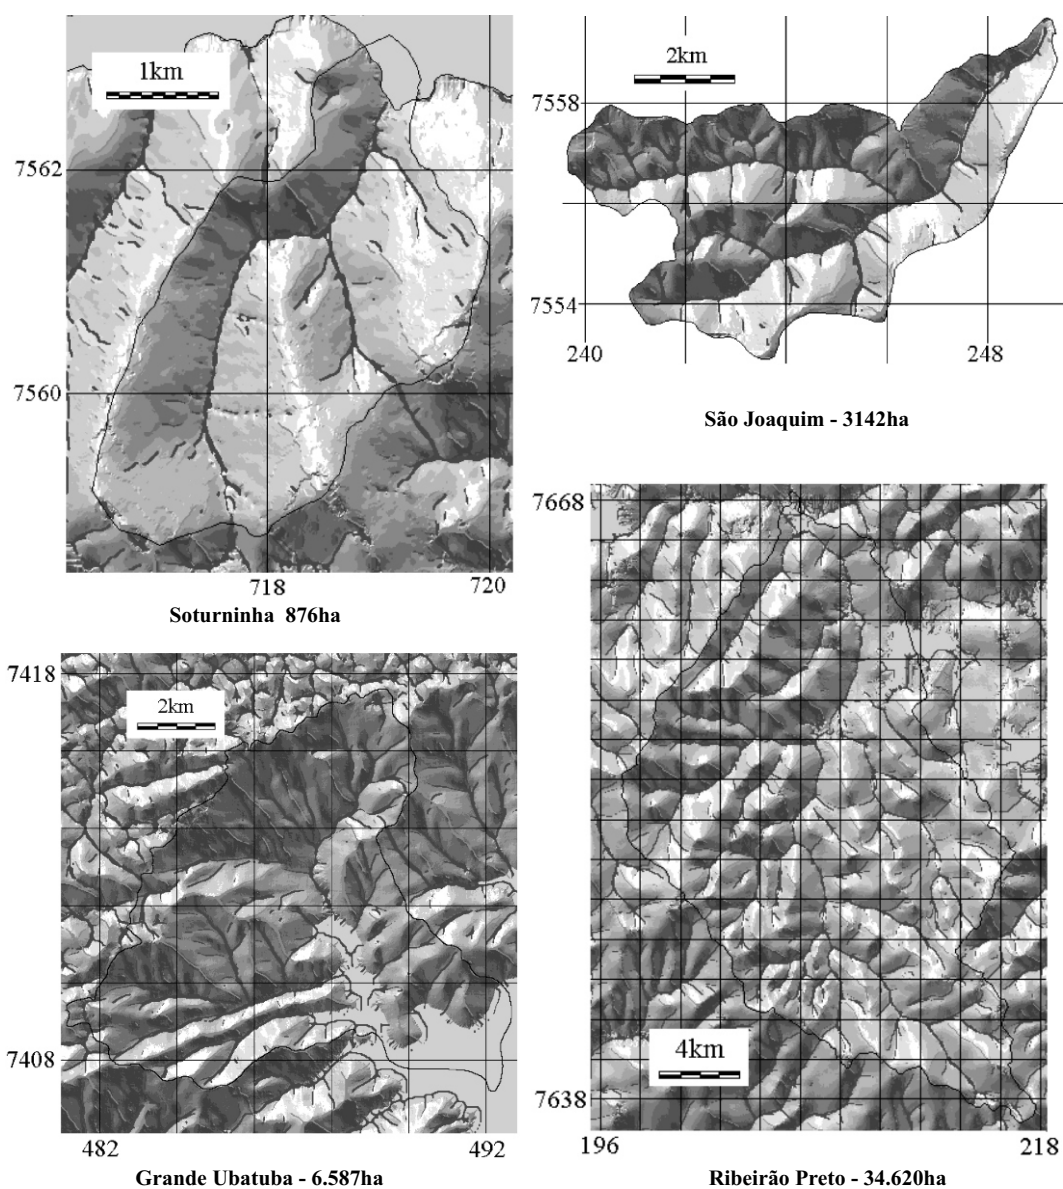 1km
7562
7560
718
720
Soturninha 876ha
2km
7558
7554
240
248
São Joaquim - 3142ha
7418
2km
7408
482
492
Grande Ubatuba - 6.587ha
7668
4km
7638
196
218
Ribeirão Preto - 34.620ha